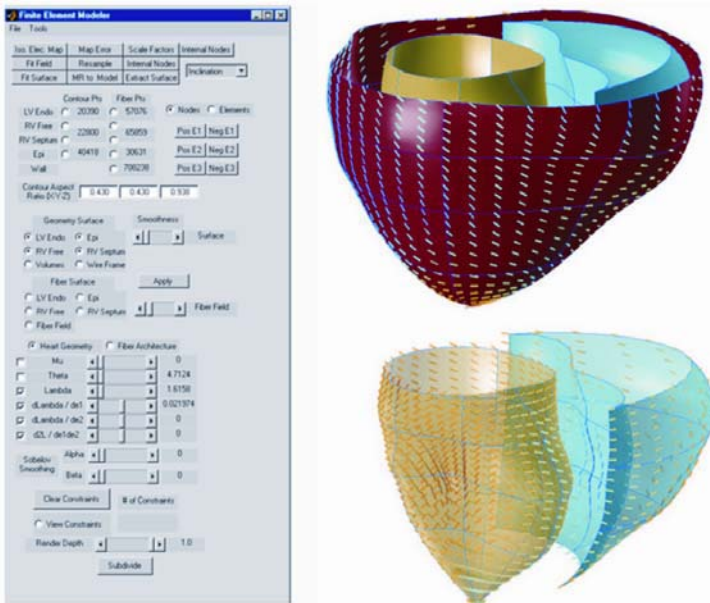 Finite Element Modeler
File Tools
Iso. Elec. Map Map Error Scale Factors Internal Nodes
Fit Field Resample Internal Nodes
Fit Surface MR to Model Extract Surface Inclination
Contour Pts Fiber Pts
LV Endo 20390 57876 Nodes Elements
RV Free
22800 65859 Pos E1 Neg E1
RV Septum
Epi 40418 30631 Pos E2 Neg E2
Wall 706238 Pos E3 Neg E3
Contour Aspect
Ratio (X-Y-Z) 0.430 0.430 0.938
Geometry Surface Smoothness
LV Endo Epi Surface
RV Free RV Septum
Volumes Wire Frame
Fiber Surface Apply
LV Endo Epi
RV Free RV Septum Fiber Field
Fiber Field
Heart Geometry Fiber Architecture
Mu 0
Theta 4.7124
Lambda 1.6158
dLambda / de1 0.021974
dLambda / de2 0
d2L / de1de2 0
Sobelov
Smoothing
Alpha 0
Beta 0
Clear Constraints # of Constraints
View Constraints
Render Depth 1.0
Subdivide